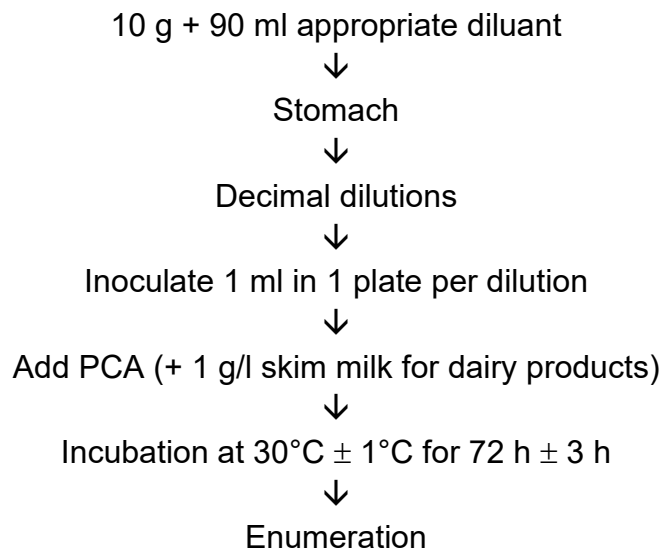 10 g + 90 ml appropriate diluant
↓
Stomach
↓
Decimal dilutions
↓
Inoculate 1 ml in 1 plate per dilution
↓
Add PCA (+ 1 g/l skim milk for dairy products)
↓
Incubation at 30°C ± 1°C for 72 h ± 3 h
↓
Enumeration